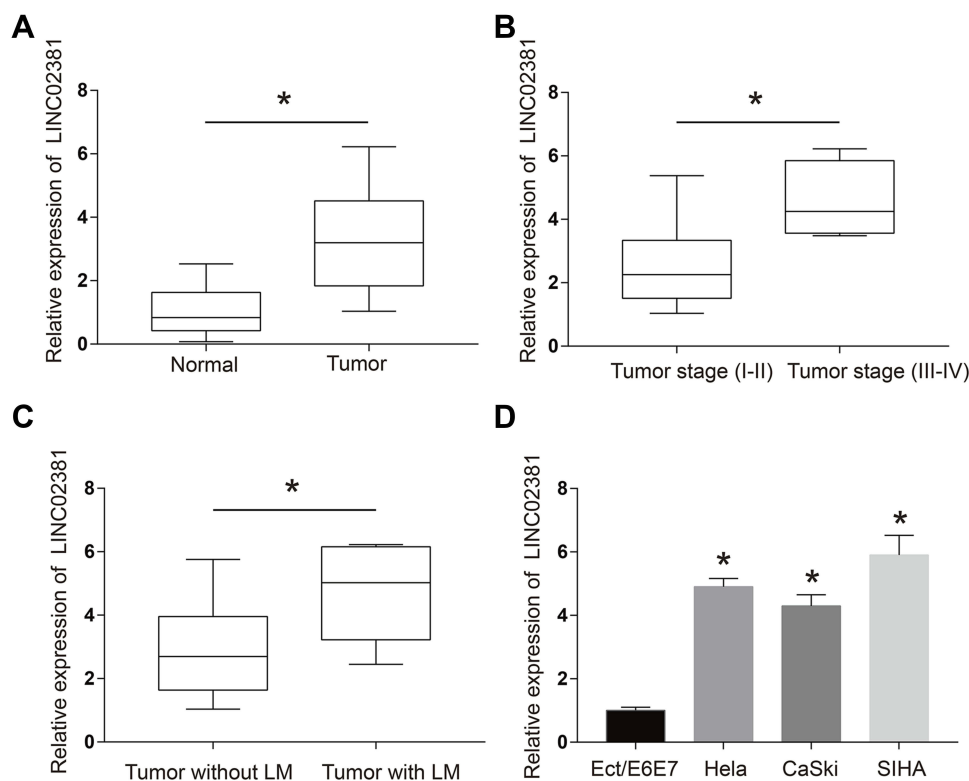 A
Relative expression of LINC02381
8
6
4
2
0
*
Normal
Tumor
B
Relative expression of LINC02381
8
6
4
2
0
*
Tumor stage (I-II)
Tumor stage (III-IV)
C
Relative expression of LINC02381
8
6
4
2
0
*
Tumor without LM
Tumor with LM
D
Relative expression of LINC02381
8
6
4
2
0
*
*
*
Ect/E6E7
Hela
CaSki
SIHA